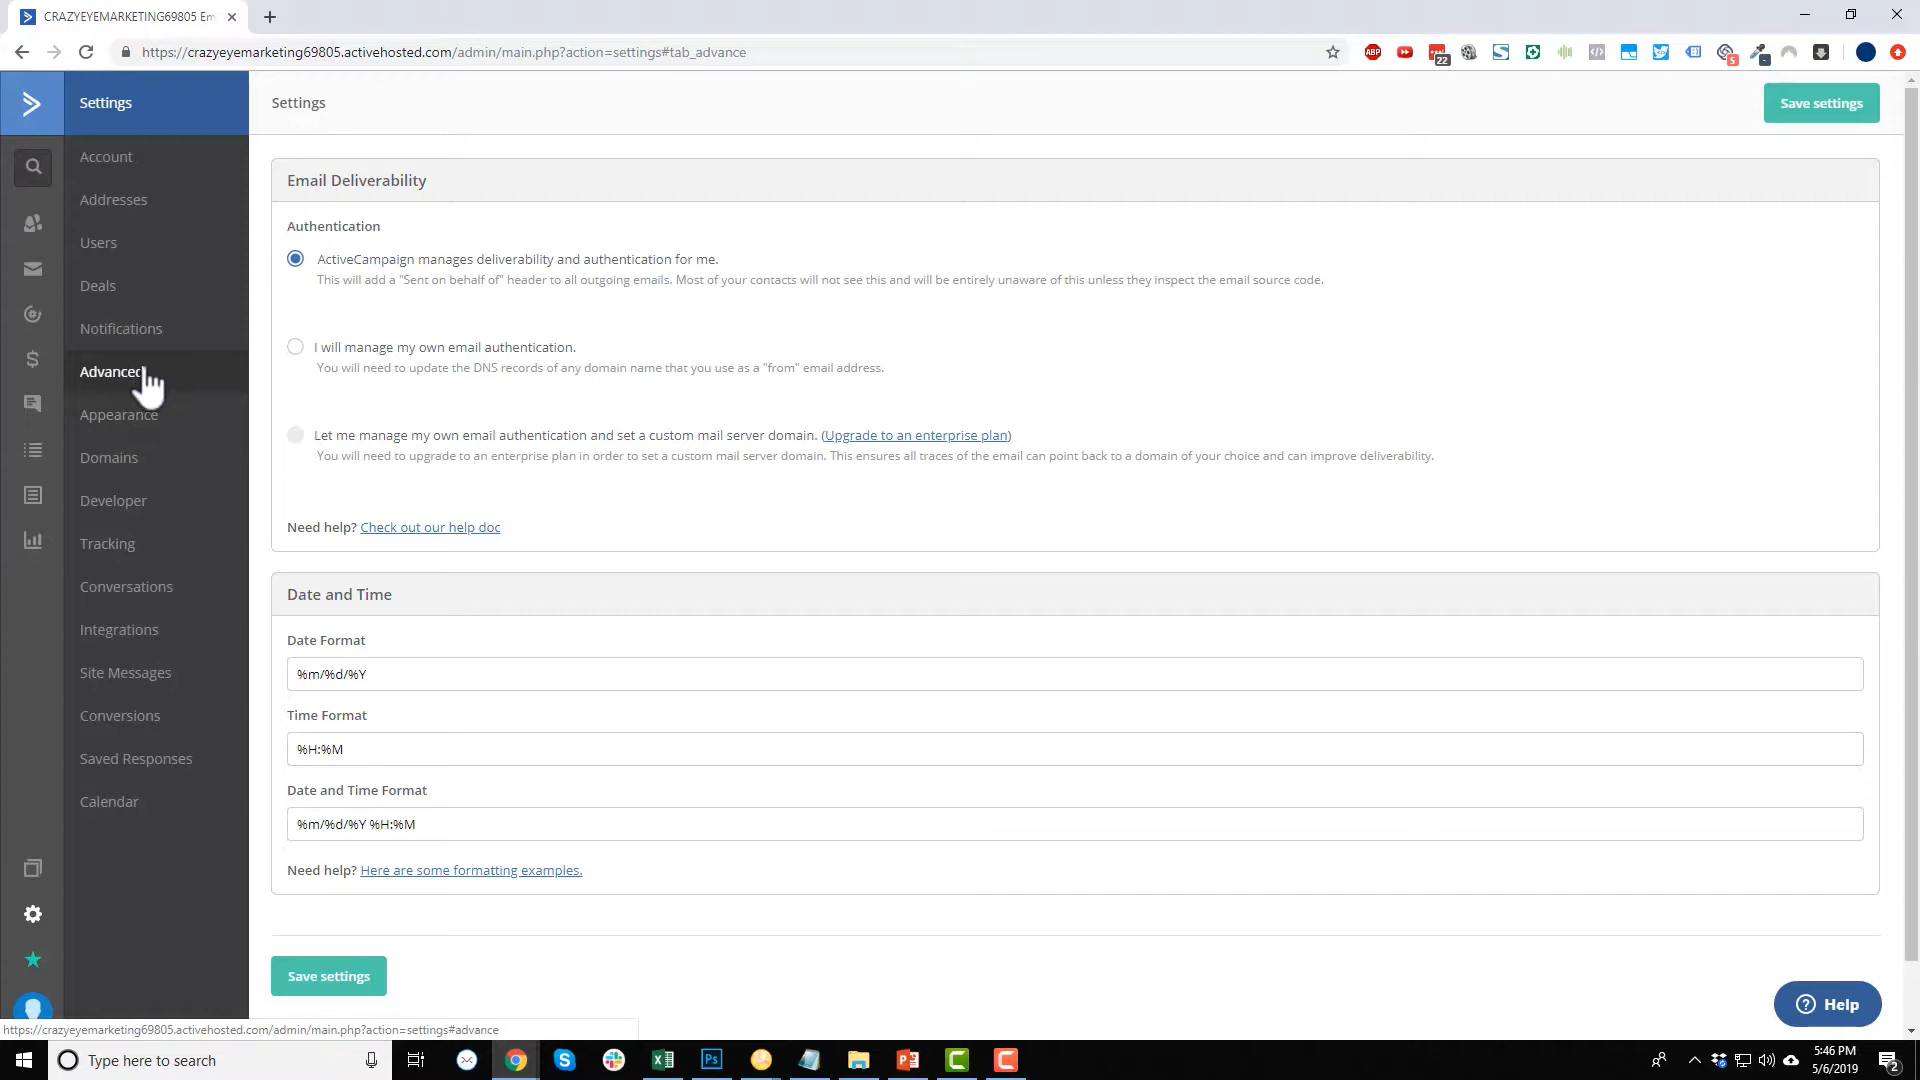 CRAZYEYEMARKETING69805 Em
https://crazyeyemarketing69805.activehosted.com/admin/main.php?action=settings#tab_advance
ABP
22
5
Settings
Account
Addresses
Users
Deals
Notifications
Advanced
Appearance
Domains
Developer
Tracking
Conversations
Integrations
Site Messages
Conversions
Saved Responses
Calendar
Settings
Save settings
Email Deliverability
Authentication
ActiveCampaign manages deliverability and authentication for me.
This will add a "Sent on behalf of" header to all outgoing emails. Most of your contacts will not see this and will be entirely unaware of this unless they inspect the email source code.
I will manage my own email authentication.
You will need to update the DNS records of any domain name that you use as a "from" email address.
Let me manage my own email authentication and set a custom mail server domain. (Upgrade to an enterprise plan)
You will need to upgrade to an enterprise plan in order to set a custom mail server domain. This ensures all traces of the email can point back to a domain of your choice and can improve deliverability.
Need help? Check out our help doc
Date and Time
Date Format
%m/%d/%Y
Time Format
%H:%M
Date and Time Format
%m/%d/%Y %H:%M
Need help? Here are some formatting examples.
Save settings
Help
https://crazyeyemarketing69805.activehosted.com/admin/main.php?action=settings#advance
Type here to search
Ps
5:46 PM
5/6/2019
2